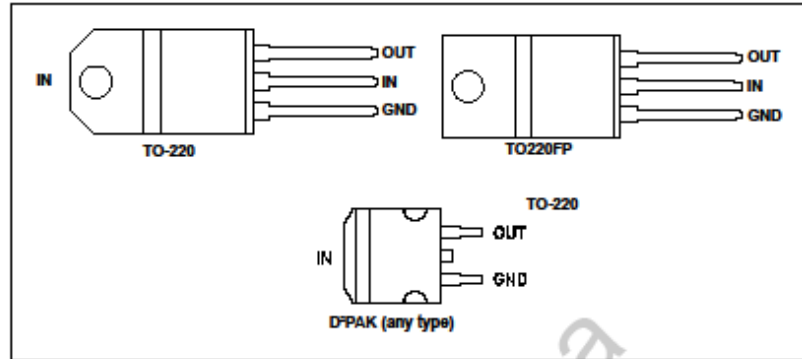 IN
OUT
IN
GND
TO-220
OUT
IN
GND
TO220FP
TO-220
IN
OUT
GND
D²PAK (any type)
a